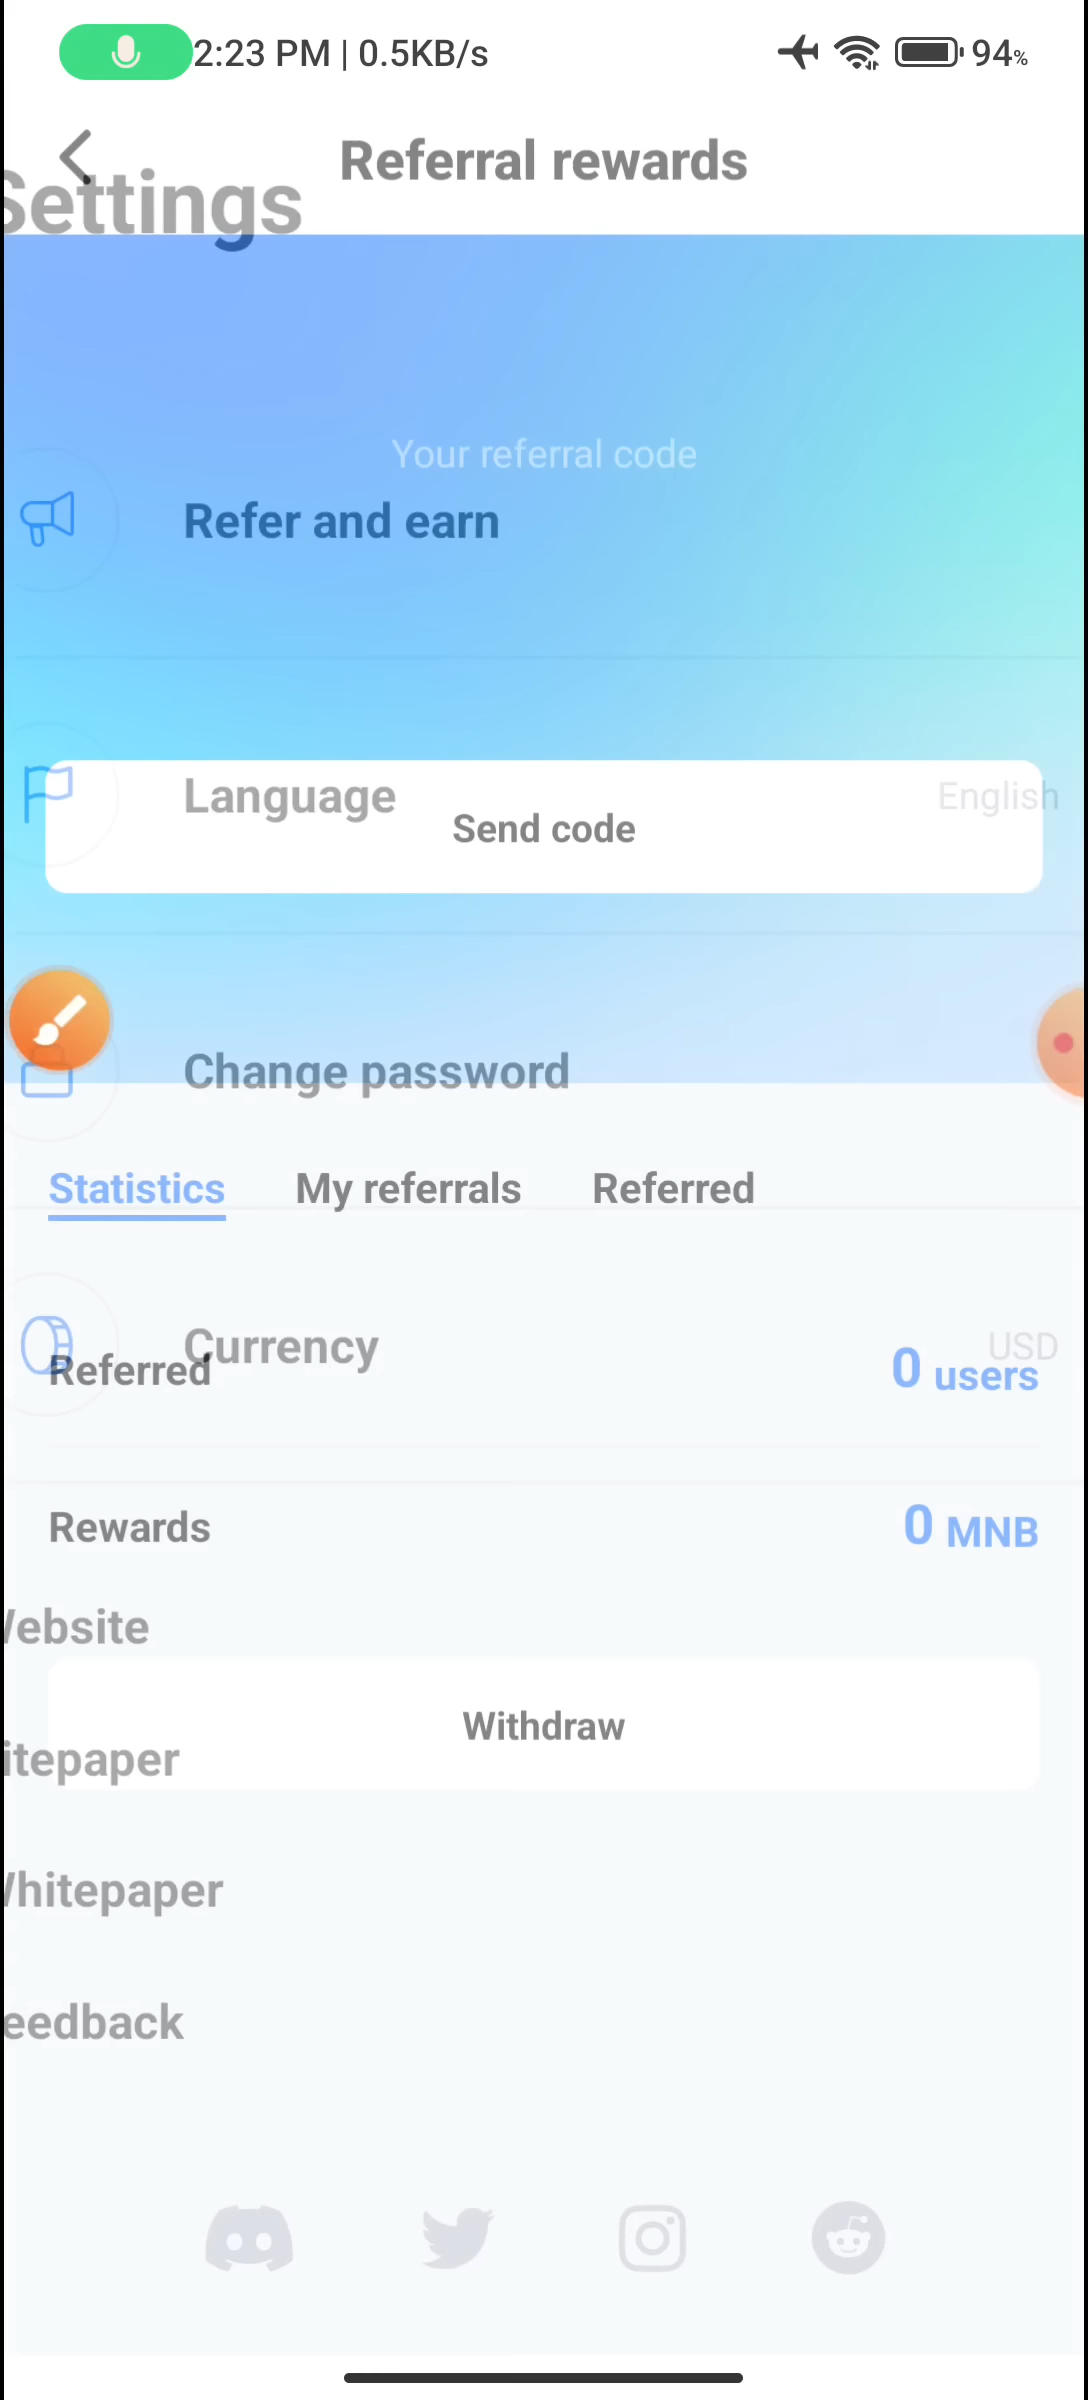 2:23 PM | 0.5KB/s
94%
Referral rewards
Settings
Your referral code
Refer and earn
Language
English
Send code
Change password
Statistics
My referrals
Referred
Currency
USD
Referred
0 users
Rewards
0 MNB
Website
Withdraw
itepaper
Whitepaper
eedback